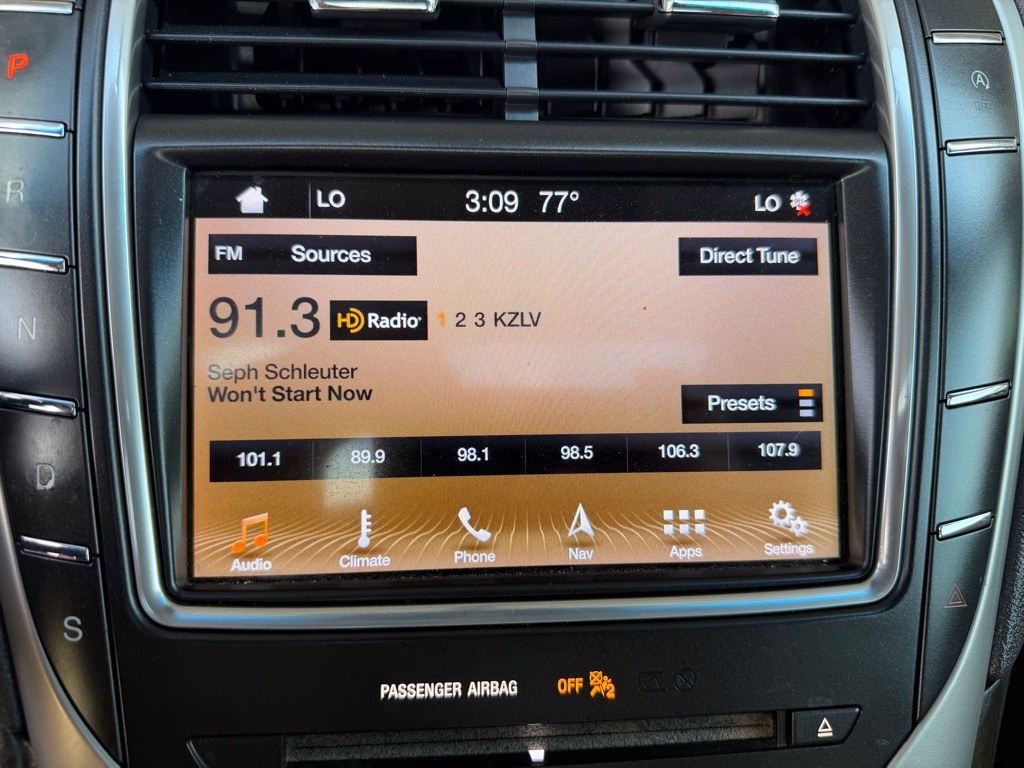 P
R
N
D
S
A
OFF
LO 3:09 77° LO
FM Sources Direct Tune
91.3 HD Radio 1 2 3 KZLV
Seph Schleuter
Won't Start Now
Presets
101.1 89.9 98.1 98.5 106.3 107.9
Audio Climate Phone Nav Apps Settings
PASSENGER AIRBAG OFF 2